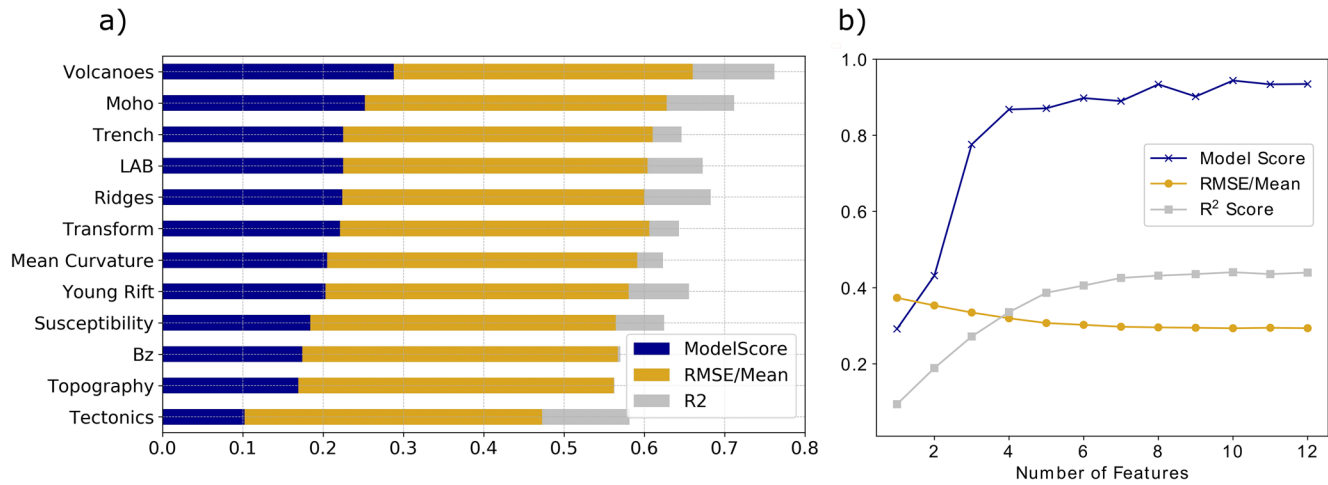 a)
Volcanoes
Moho
Trench
LAB
Ridges
Transform
Mean Curvature
Young Rift
Susceptibility
Bz
Topography
Tectonics
ModelScore
RMSE/Mean
R2
0.0 0.1 0.2 0.3 0.4 0.5 0.6 0.7 0.8
b)
1.0
0.8
0.6
0.4
0.2
Model Score
RMSE/Mean
R² Score
2 4 6 8 10 12
Number of Features